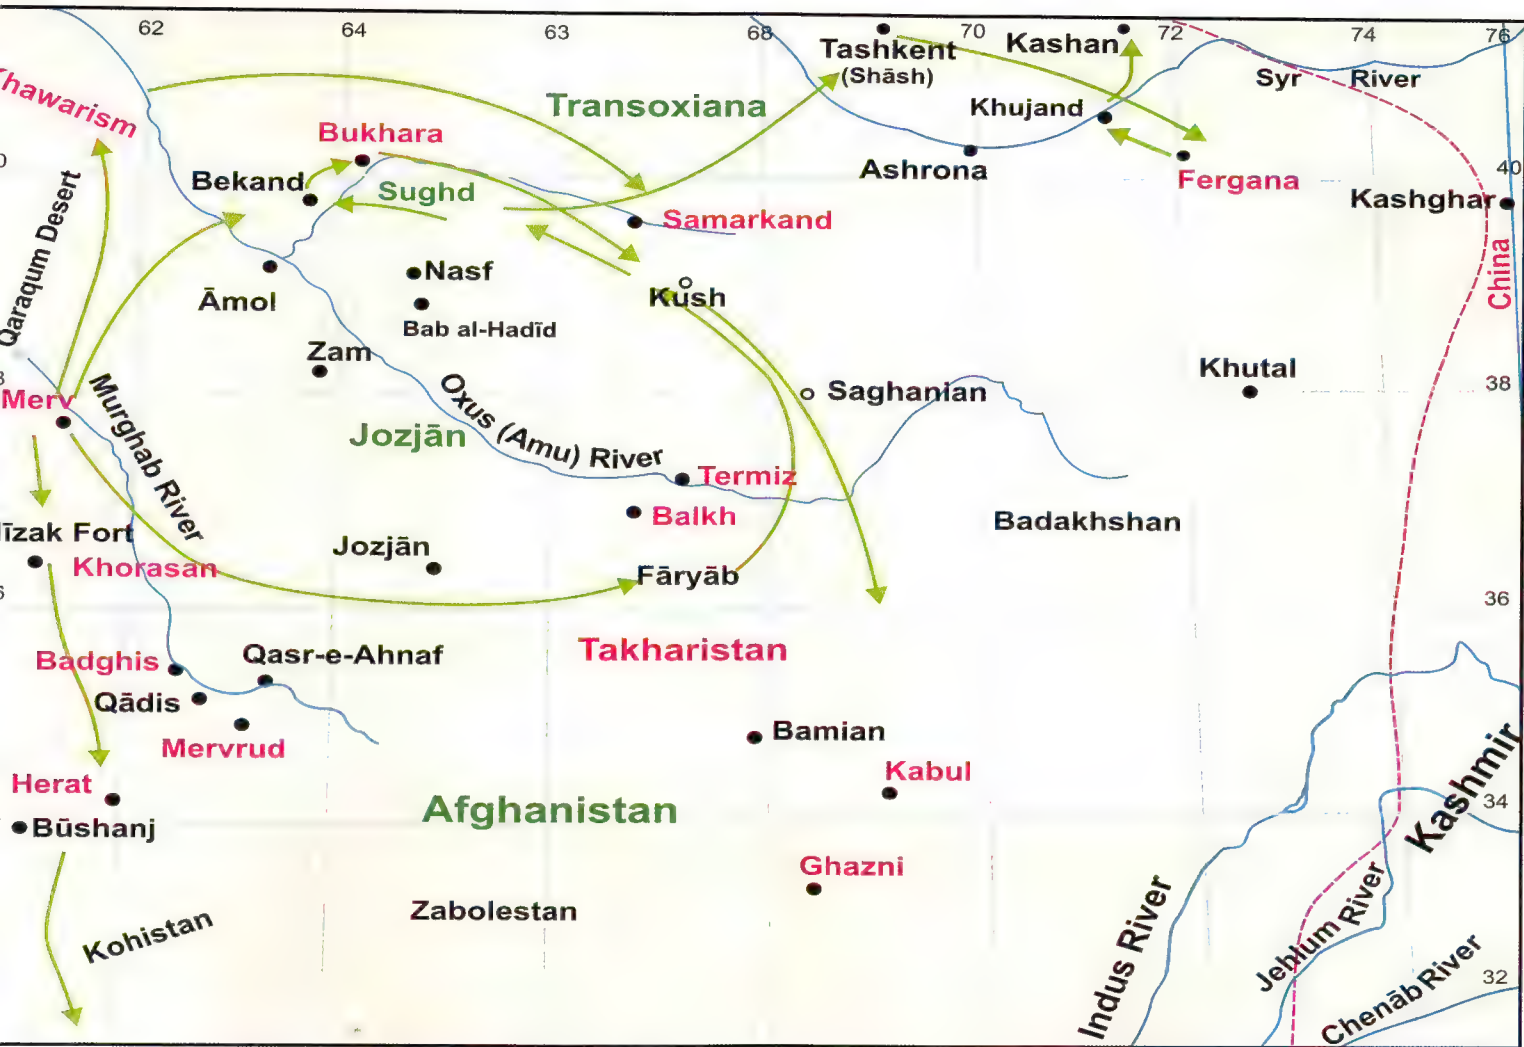 62
64
63
68
70
72
74
76
Tashkent
(Shāsh)
Kashan
Syr River
Khawarism
Transoxiana
Khujand
Bukhara
Ashrona
Fergana
40
Bekand
Sughd
Kashghar
Samarkand
Qaraqum Desert
Āmol
Nasf
Kush
China
Bab al-Hadīd
Zam
Khutal
38
Saghanian
Merv
Murghab River
Oxus (Amu) River
Jozjān
Termiz
Balkh
Badakhshan
īzak Fort
Jozjān
Khorasan
Fāryāb
36
Takharistan
Badghis
Qasr-e-Ahnaf
Qādis
Mervrud
Bamian
Kabul
Kashmir
Herat
34
Būshanj
Afghanistan
Ghazni
Zabolestan
Kohistan
Indus River
Jehlum River
Chenāb River
32